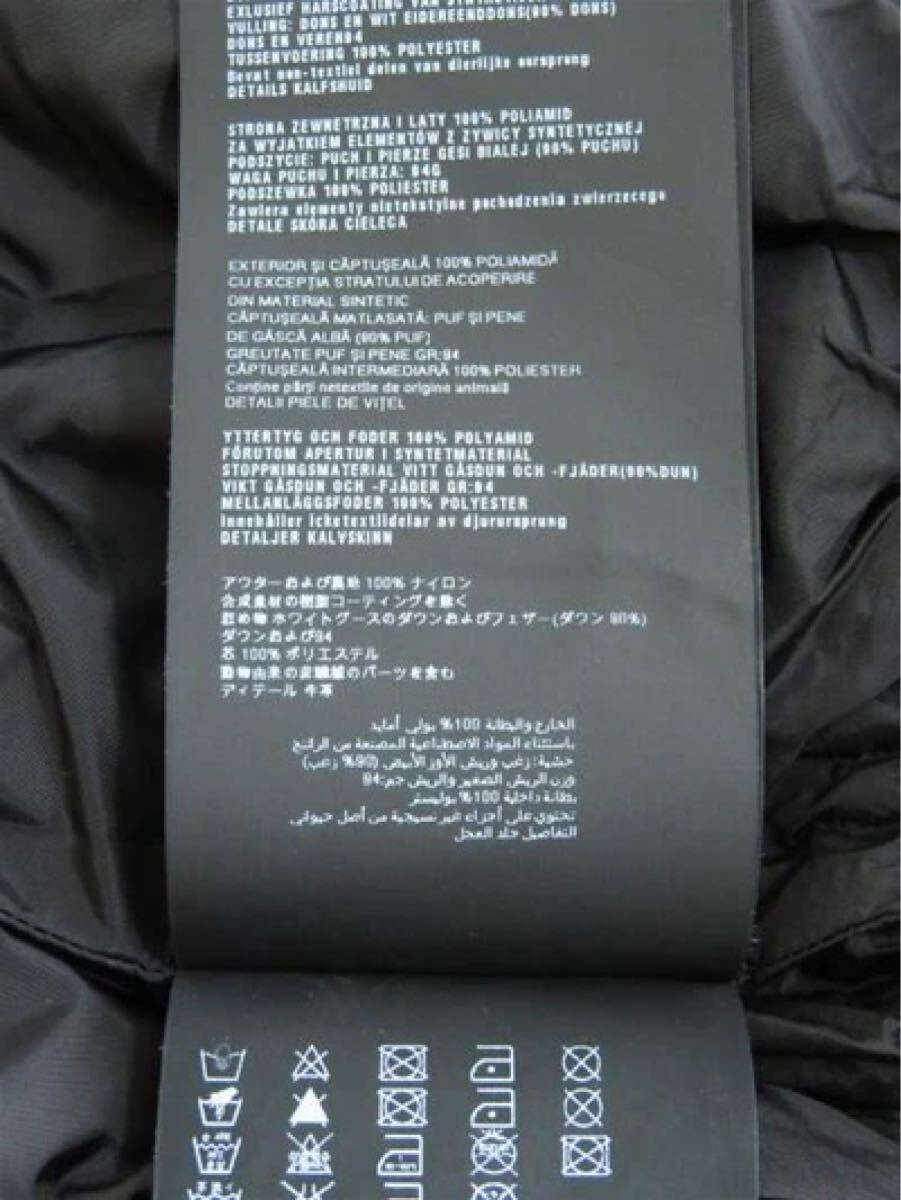 EXLUSIEF HARSCOATING VAN
VULLING: DONS EN WIT EIDEREENDDONS(90% DONS)
DONS EN VEREN94
TUSSENVOERING 100% POLYESTER
Bevat non-textiel delen van dierlijke oorsprong
DETAILS KALFSHUID
STRONA ZEWNETRZNA I LATY 100% POLIAMID
ZA WYJATKIEM ELEMENTÓW Z ZYWICY SYNTETYCZNEJ
PODSZYCIE: PUCH I PIERZE GESI BIALEJ (90% PUCHU)
WAGA PUCHU I PIERZA: 94G
PODSZEWKA 100% POLIESTER
Zawiera elementy nietekstylne pochodzenia zwierzecego
DETALE SKÓRA CIELECA
EXTERIOR ȘI CĂPTUȘEALĂ 100% POLIAMIDĂ
CU EXCEPȚIA STRATULUI DE ACOPERIRE
DIN MATERIAL SINTETIC
CĂPTUȘEALĂ MATLASATĂ: PUF ȘI PENE
DE GÂSCĂ ALBĂ (90% PUF)
GREUTATE PUF ȘI PENE GR:94
CĂPTUȘEALĂ INTERMEDIARĂ 100% POLIESTER
Conține părți netextile de origine animală
DETALII PIELE DE VIȚEL
YTTERTYG OCH FODER 100% POLYAMID
FÖRUTOM APERTUR I SYNTETMATERIAL
STOPPNINGSMATERIAL VITT GÅSDUN OCH -FJÄDER(90%DUN)
VIKT GÅSDUN OCH -FJÄDER GR:94
MELLANLÄGGSFODER 100% POLYESTER
Innehåller icketextildelar av djurursprung
DETALJER KALVSKINN
アウターおよび裏地 100% ナイロン
合成素材の樹脂コーティングを除く
詰め物 ホワイトグースのダウンおよびフェザー(ダウン 90%)
ダウンおよび94
芯 100% ポリエステル
動物由来の非繊維のパーツを含む
ディテール 牛革
الخارج والبطانة 100% بولي أمايد
باستثناء المواد الاصطناعية المصنعة من الراتنج
حشية: زغب وريش الأوز الأبيض (90% زغب)
وزن الريش الصغير والريش جم:94
بطانة داخلية 100% بوليستر
تحتوي على أجزاء غير نسيجية من أصل حيواني
التفاصيل جلد العجل